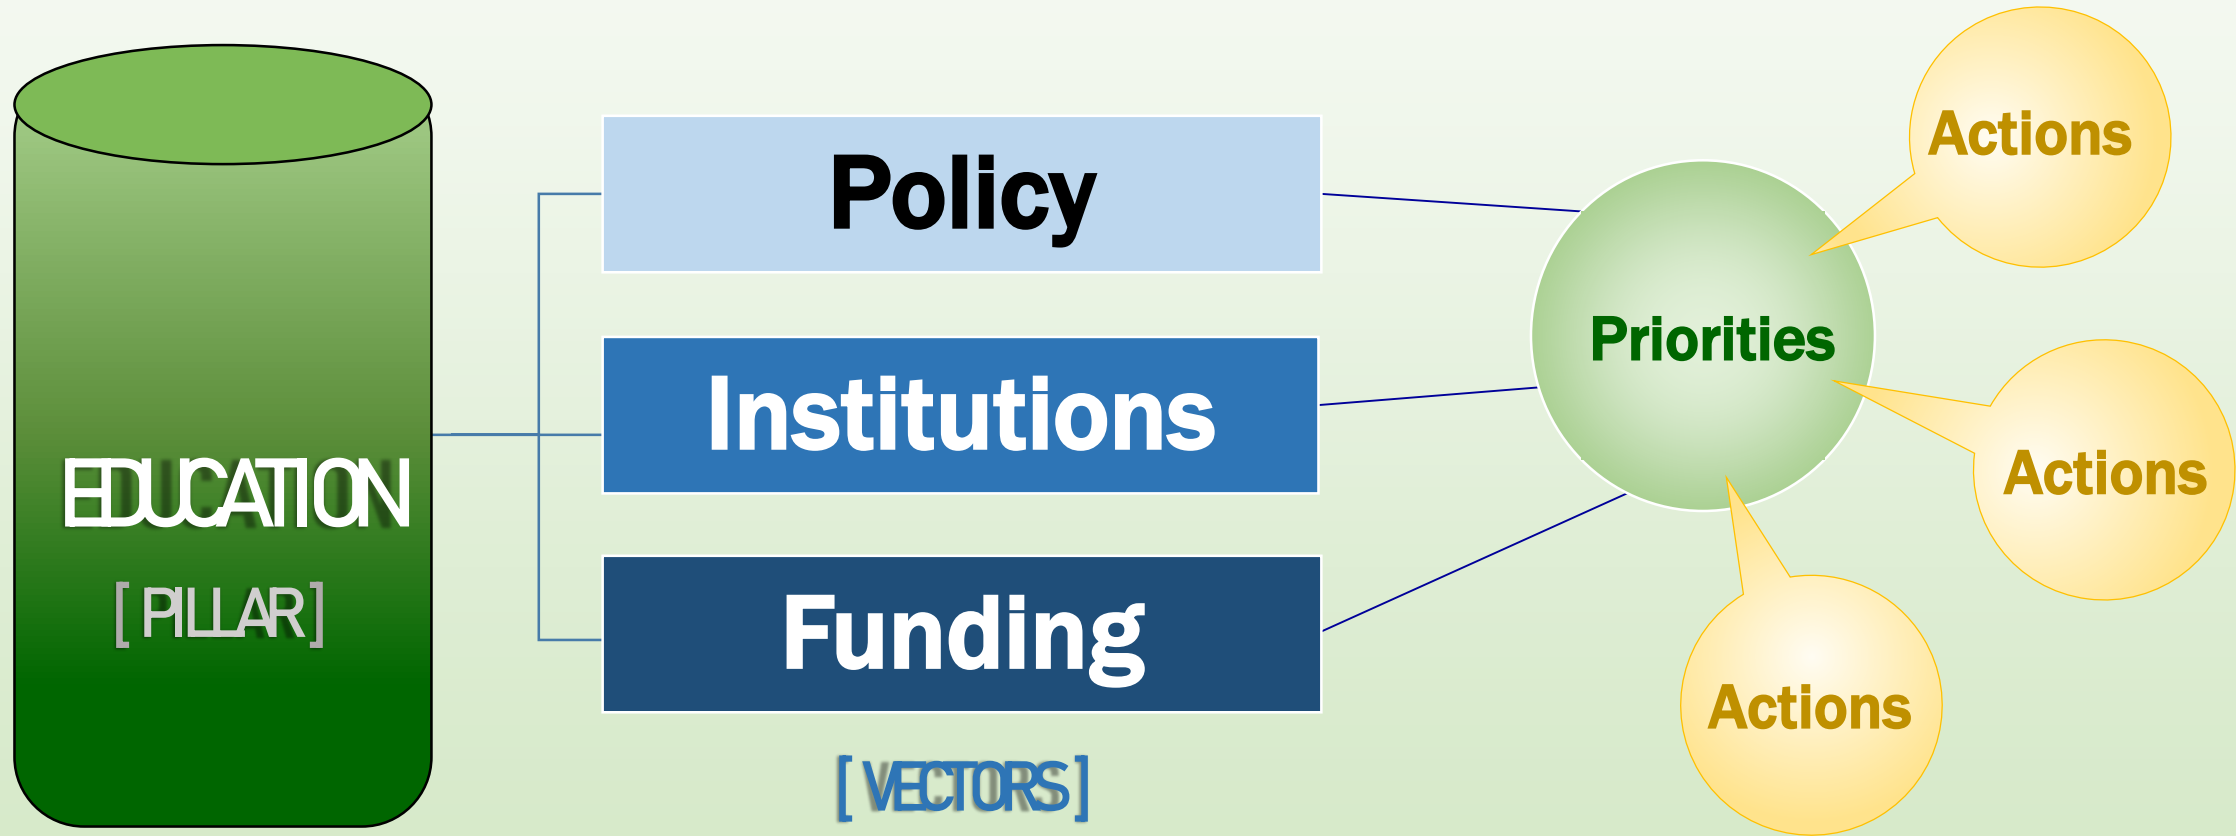 EDUCATION
[ PILLAR ]
Policy
Institutions
Funding
[ VECTORS ]
Priorities
Actions
Actions
Actions